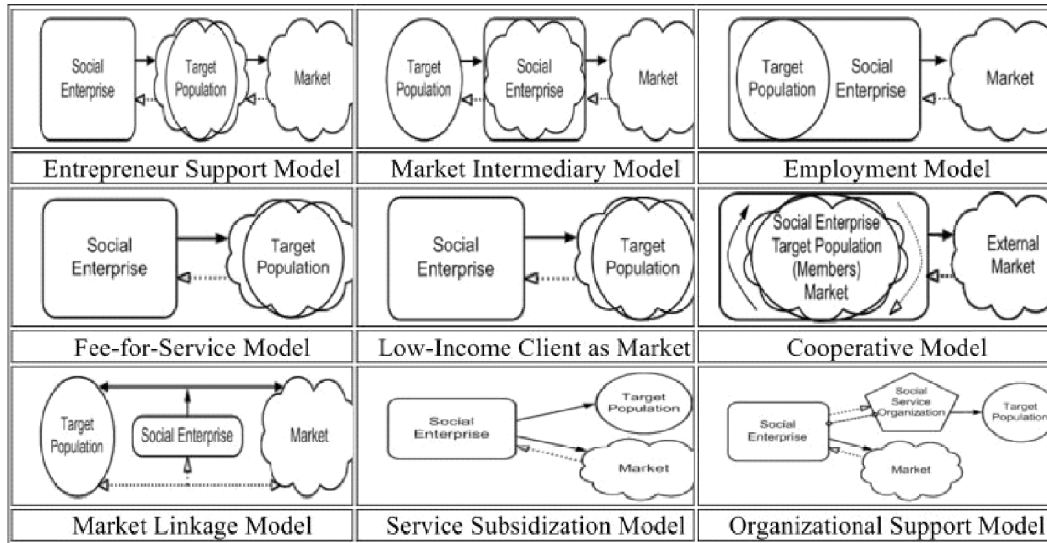 Social
Enterprise
Target
Population
Market
Entrepreneur Support Model
Target
Population
Social
Enterprise
Market
Market Intermediary Model
Target
Population
Social
Enterprise
Market
Employment Model
Social
Enterprise
Target
Population
Fee-for-Service Model
Social
Enterprise
Target
Population
Low-Income Client as Market
Social Enterprise
Target Population
(Members)
Market
External
Market
Cooperative Model
Target
Population
Social Enterprise
Market
Market Linkage Model
Social
Enterprise
Target
Population
Market
Service Subsidization Model
Social
Enterprise
Social
Service
Organization
Target
Population
Market
Organizational Support Model